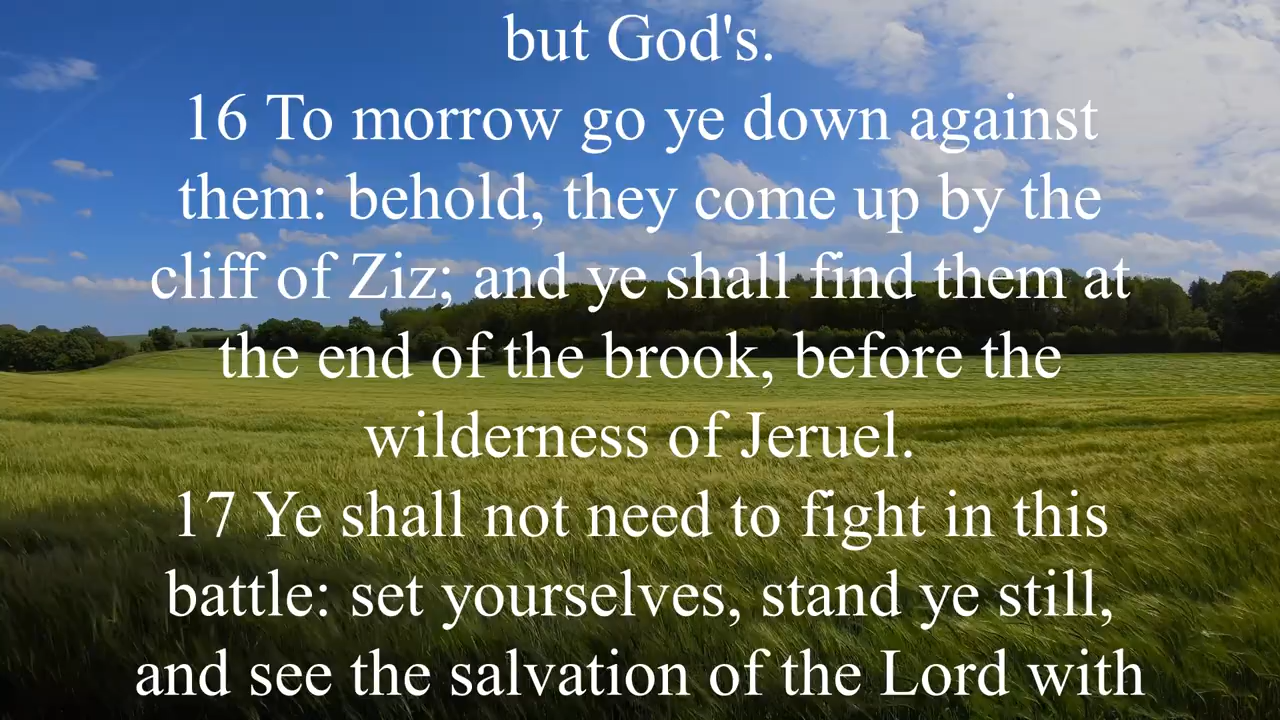 but God's.
16 To morrow go ye down against
them: behold, they come up by the
cliff of Ziz; and ye shall find them at
the end of the brook, before the
wilderness of Jeruel.
17 Ye shall not need to fight in this
battle: set yourselves, stand ye still,
and see the salvation of the Lord with